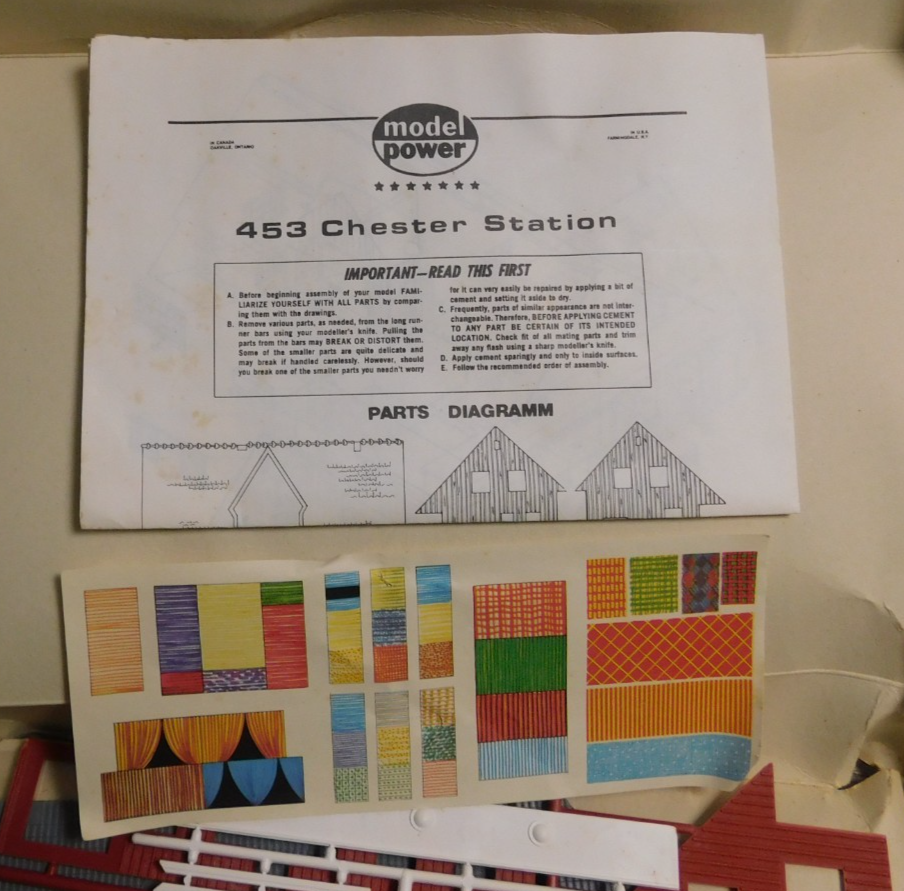 model
power
IN CANADA
OAKVILLE, ONTARIO
IN U.S.A.
FARMINGDALE, N.Y.
453 Chester Station
IMPORTANT—READ THIS FIRST
A. Before beginning assembly of your model FAMI-
LIARIZE YOURSELF WITH ALL PARTS by compar-
ing them with the drawings.
B. Remove various parts, as needed, from the long run-
ner bars using your modeller's knife. Pulling the
parts from the bars may BREAK OR DISTORT them.
Some of the smaller parts are quite delicate and
may break if handled carelessly. However, should
you break one of the smaller parts you needn't worry
for it can very easily be repaired by applying a bit of
cement and setting it aside to dry.
C. Frequently, parts of similar appearance are not inter-
changeable. Therefore, BEFORE APPLYING CEMENT
TO ANY PART BE CERTAIN OF ITS INTENDED
LOCATION. Check fit of all mating parts and trim
away any flash using a sharp modeller's knife.
D. Apply cement sparingly and only to inside surfaces.
E. Follow the recommended order of assembly.
PARTS DIAGRAMM